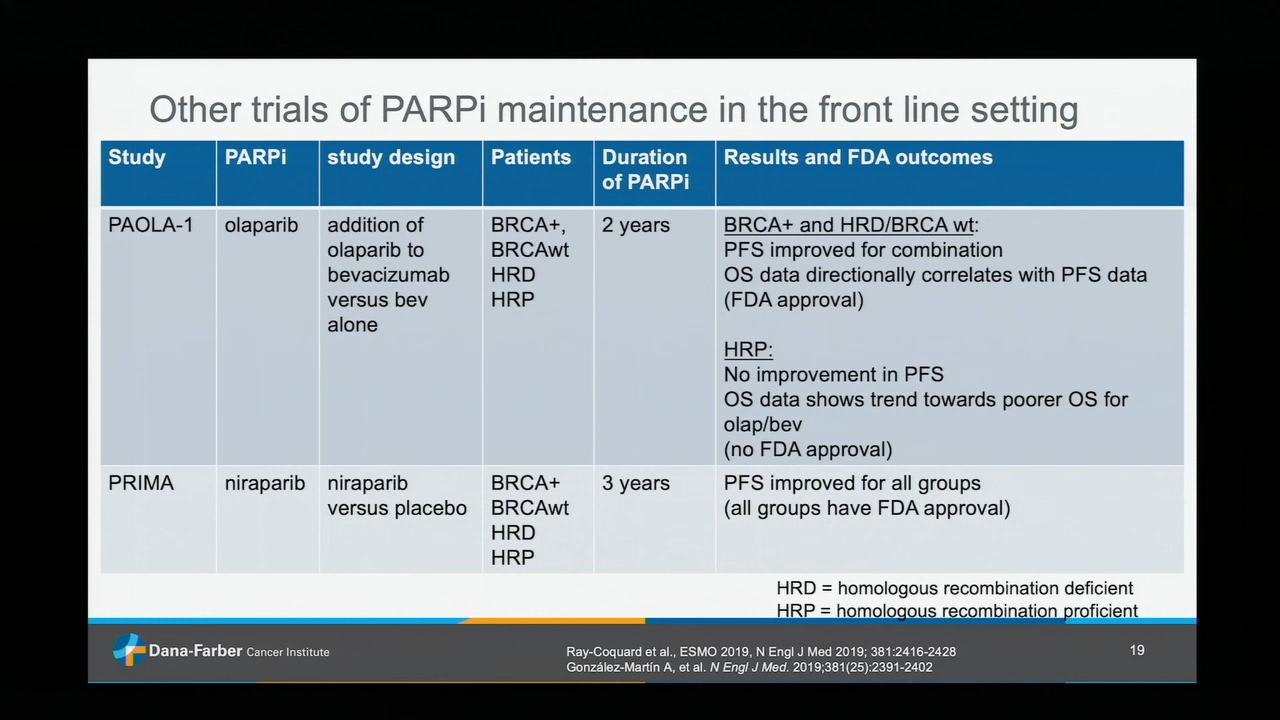 Other trials of PARPi maintenance in the front line setting
Study
PARPi
study design
Patients
Duration
of PARPi
Results and FDA outcomes
PAOLA-1
olaparib
addition of
olaparib to
bevacizumab
versus bev
alone
BRCA+,
BRCAwt
HRD
HRP
2 years
BRCA+ and HRD/BRCA wt:
PFS improved for combination
OS data directionally correlates with PFS data
(FDA approval)
HRP:
No improvement in PFS
OS data shows trend towards poorer OS for
olap/bev
(no FDA approval)
PRIMA
niraparib
niraparib
versus placebo
BRCA+
BRCAwt
HRD
HRP
3 years
PFS improved for all groups
(all groups have FDA approval)
HRD = homologous recombination deficient
HRP = homologous recombination proficient
Dana-Farber Cancer Institute
Ray-Coquard et al., ESMO 2019, N Engl J Med 2019; 381:2416-2428
González-Martín A, et al. N Engl J Med. 2019;381(25):2391-2402
19